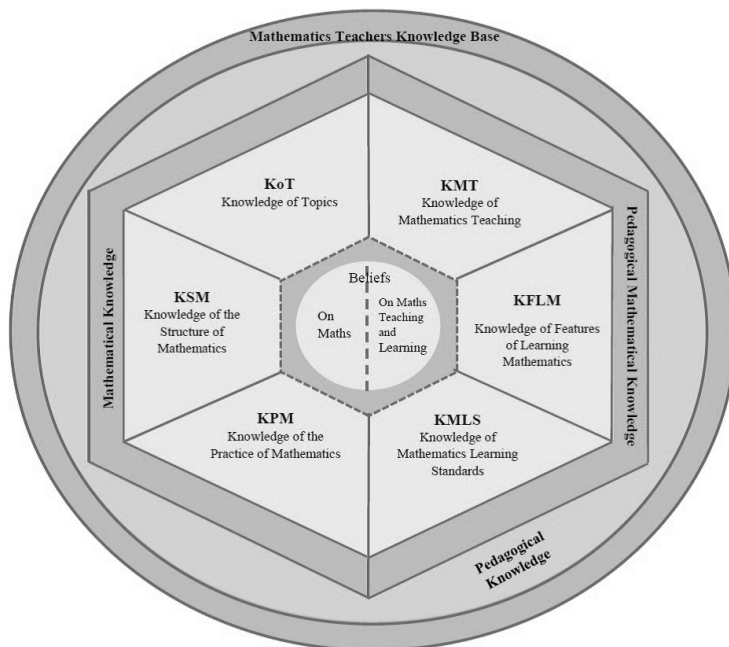 Mathematics Teachers Knowledge Base
KoT
Knowledge of Topics
KMT
Knowledge of
Mathematics Teaching
Mathematical Knowledge
KSM
Knowledge of the
Structure of
Mathematics
Beliefs
On
Maths
On Maths
Teaching
and
Learning
KFLM
Knowledge of Features
of Learning
Mathematics
Pedagogical Mathematical Knowledge
KPM
Knowledge of the
Practice of Mathematics
KMLS
Knowledge of
Mathematics Learning
Standards
Pedagogical
Knowledge